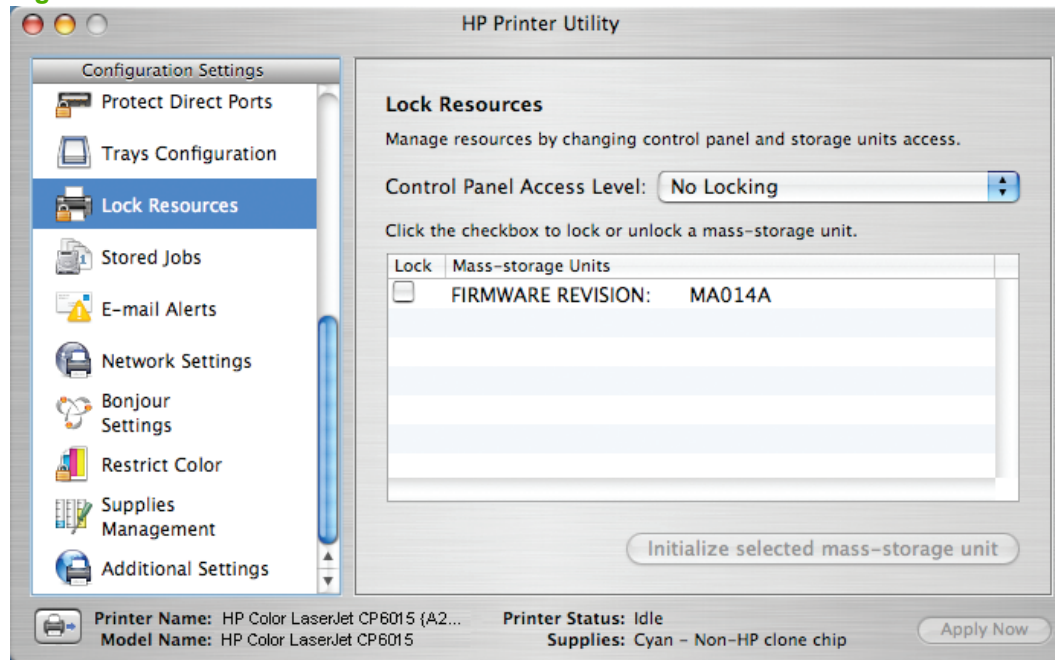 HP Printer Utility
Configuration Settings
Protect Direct Ports
Trays Configuration
Lock Resources
Stored Jobs
E-mail Alerts
Network Settings
Bonjour
Settings
Restrict Color
Supplies
Management
Additional Settings
Lock Resources
Manage resources by changing control panel and storage units access.
Control Panel Access Level: No Locking
Click the checkbox to lock or unlock a mass-storage unit.
Lock Mass-storage Units
FIRMWARE REVISION: MA014A
Initialize selected mass-storage unit
Printer Name: HP Color LaserJet CP6015 {A2...
Model Name: HP Color LaserJet CP6015
Printer Status: Idle
Supplies: Cyan - Non-HP clone chip
Apply Now